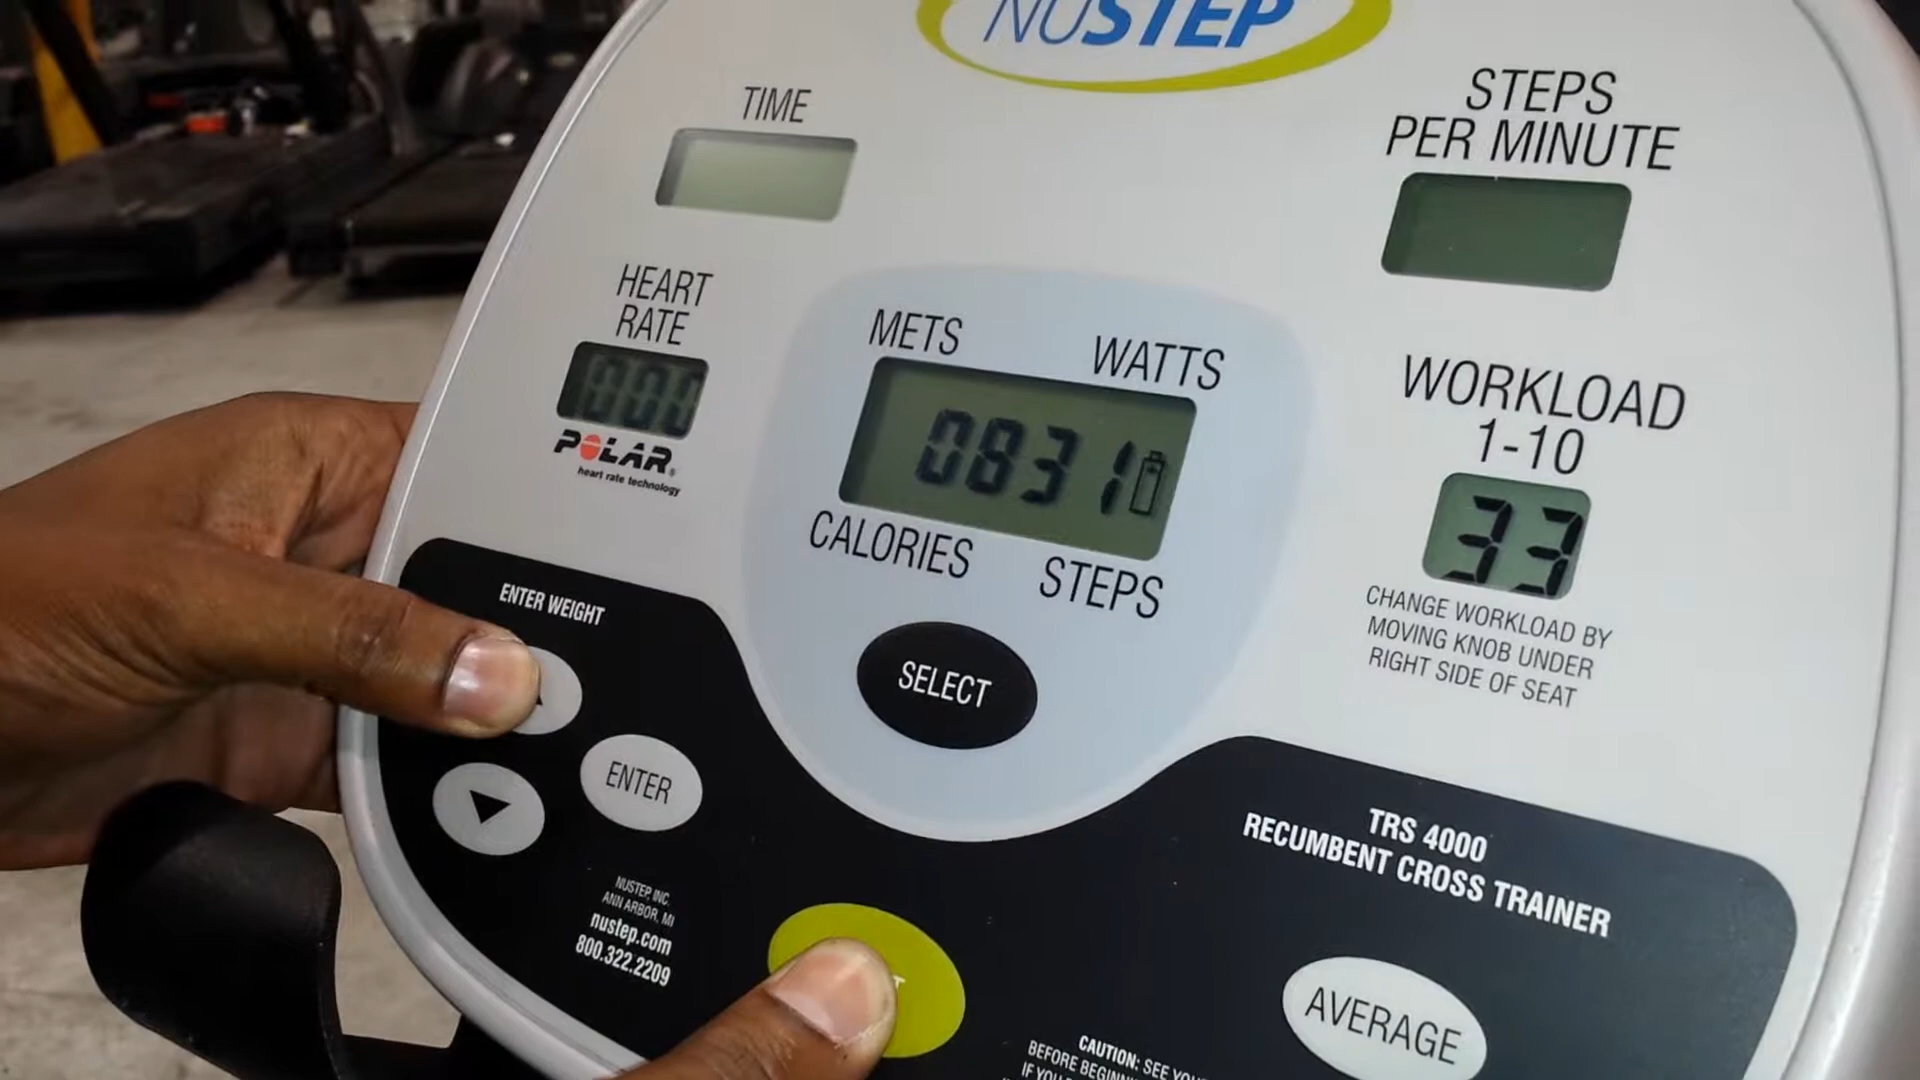 NUSTEP
TIME
STEPS
PER MINUTE
HEART
RATE
000
POLAR®
heart rate technology
METS
WATTS
0831
CALORIES
STEPS
SELECT
WORKLOAD
1-10
33
CHANGE WORKLOAD BY
MOVING KNOB UNDER
RIGHT SIDE OF SEAT
ENTER WEIGHT
ENTER
NUSTEP, INC.
ANN ARBOR, MI
nustep.com
800.322.2209
TRS 4000
RECUMBENT CROSS TRAINER
AVERAGE
CAUTION: SEE
BEFORE
IF YOU